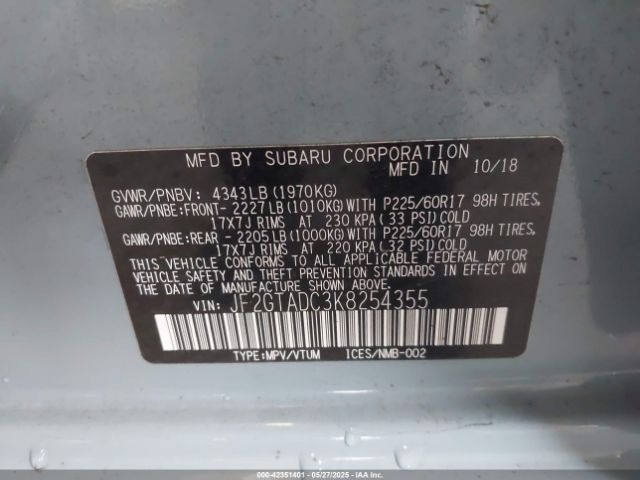 MFD BY SUBARU CORPORATION MFD IN 10/18
GVWR/PNBV: 4343LB(1970KG)
GAWR/PNBE:FRONT- 2227LB(1010KG)WITH P225/60R17 98H TIRES,
17X7J RIMS AT 230 KPA(33 PSI)COLD
GAWR/PNBE:REAR - 2205LB(1000KG)WITH P225/60R17 98H TIRES,
17X7J RIMS AT 220 KPA(32 PSI)COLD
THIS VEHICLE CONFORMS TO ALL APPLICABLE FEDERAL MOTOR
VEHICLE SAFETY AND THEFT PREVENTION STANDARDS IN EFFECT
ON THE DATE OF MANUFACTURE SHOWN ABOVE.
VIN: JF2GTADC3K8254355
TYPE:MPV/VTUM ICES/NMB-002
000-42351401 - 05/27/2025 - COPYRIGHT IAA, LLC.